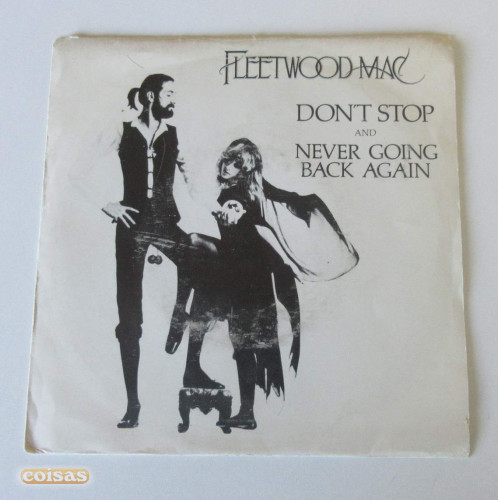 FLEETWOOD MAC
DON'T STOP
AND
NEVER GOING
BACK AGAIN
coisas